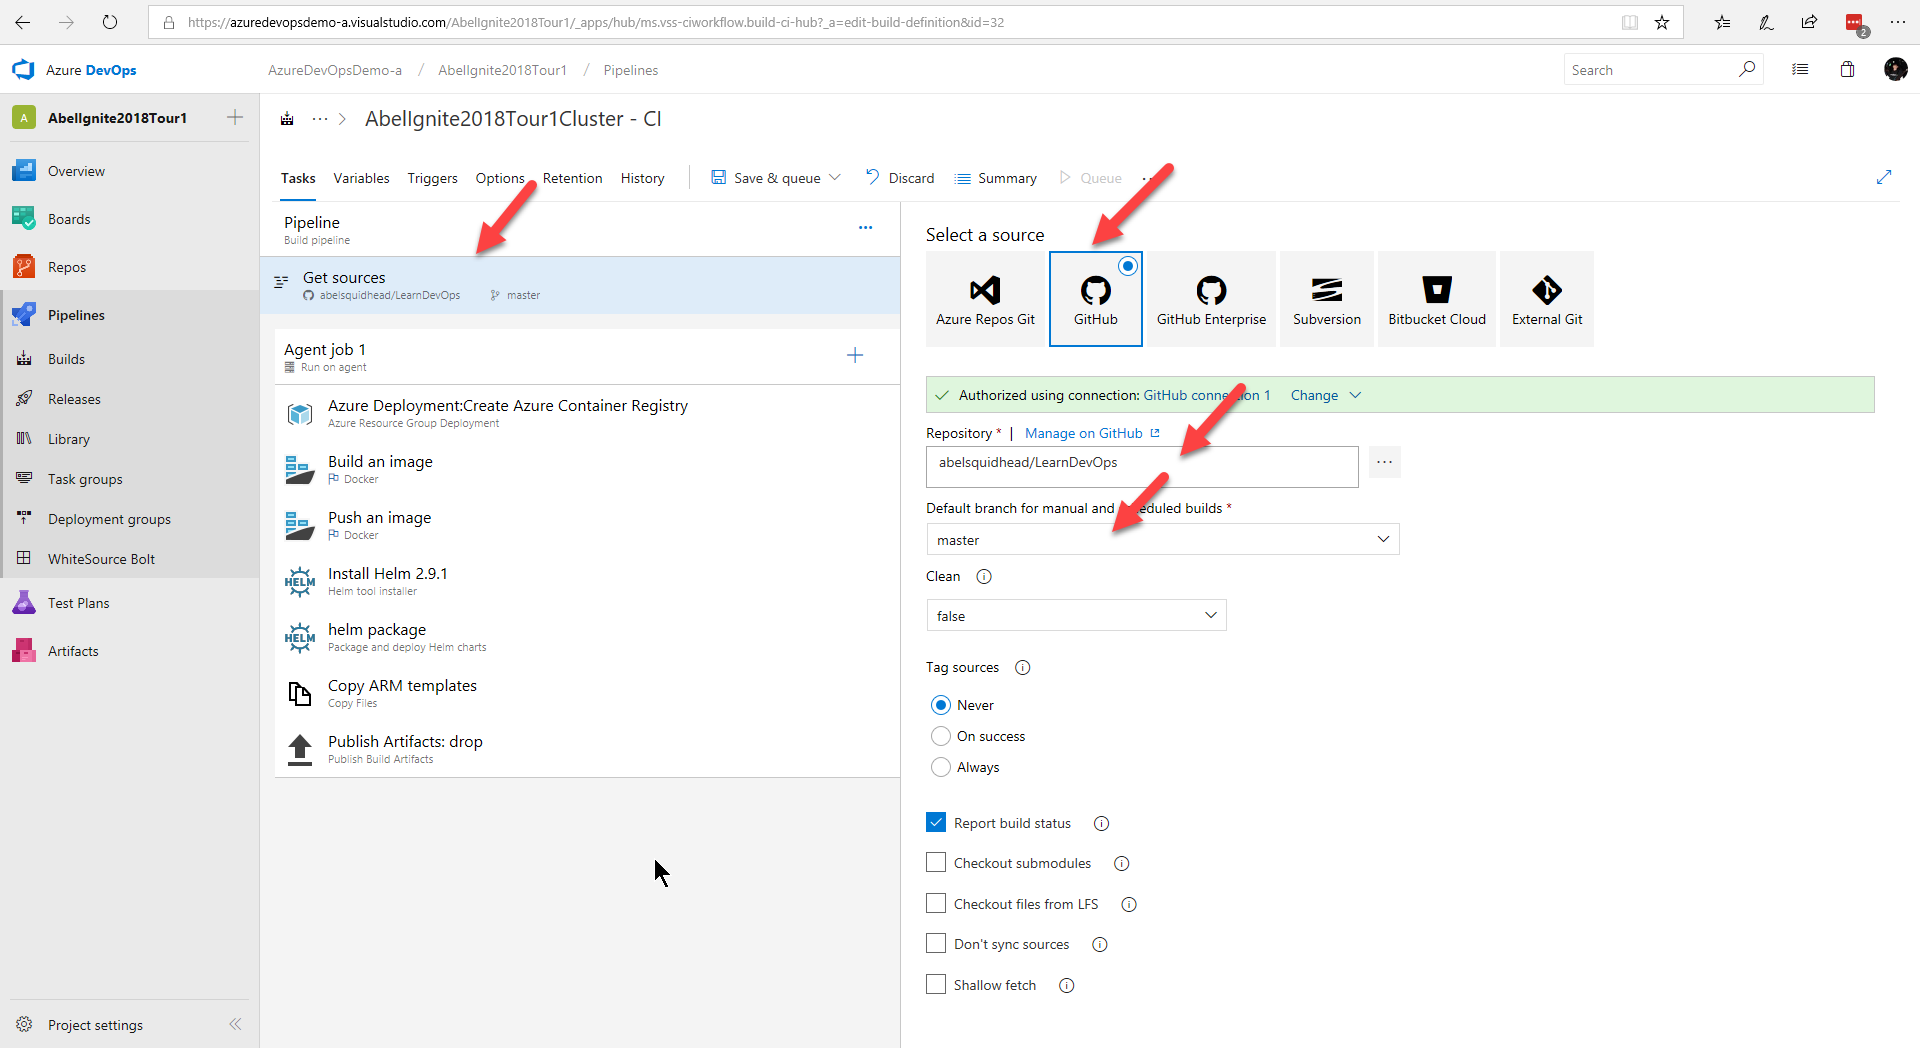 https://azuredevopsdemo-a.visualstudio.com/AbelIgnite2018Tour1/_apps/hub/ms.vss-ciworkflow.build-ci-hub?_a=edit-build-definition&id=32
2
Azure DevOps
AzureDevOpsDemo-a / AbelIgnite2018Tour1 / Pipelines
Search
A AbelIgnite2018Tour1
Overview
Boards
Repos
Pipelines
Builds
Releases
Library
Task groups
Deployment groups
WhiteSource Bolt
Test Plans
Artifacts
Project settings
AbelIgnite2018Tour1Cluster - CI
Tasks Variables Triggers Options Retention History Save & queue Discard Summary Queue
Pipeline
Build pipeline
Get sources
abelsquidhead/LearnDevOps master
Agent job 1
Run on agent
Azure Deployment:Create Azure Container Registry
Azure Resource Group Deployment
Build an image
Docker
Push an image
Docker
HELM
Install Helm 2.9.1
Helm tool installer
HELM
helm package
Package and deploy Helm charts
Copy ARM templates
Copy Files
Publish Artifacts: drop
Publish Build Artifacts
Select a source
Azure Repos Git
GitHub
GitHub Enterprise
Subversion
Bitbucket Cloud
External Git
Authorized using connection: GitHub connection 1 Change
Repository * | Manage on GitHub
abelsquidhead/LearnDevOps
Default branch for manual and eduled builds *
master
Clean
false
Tag sources
Never
On success
Always
Report build status
Checkout submodules
Checkout files from LFS
Don't sync sources
Shallow fetch